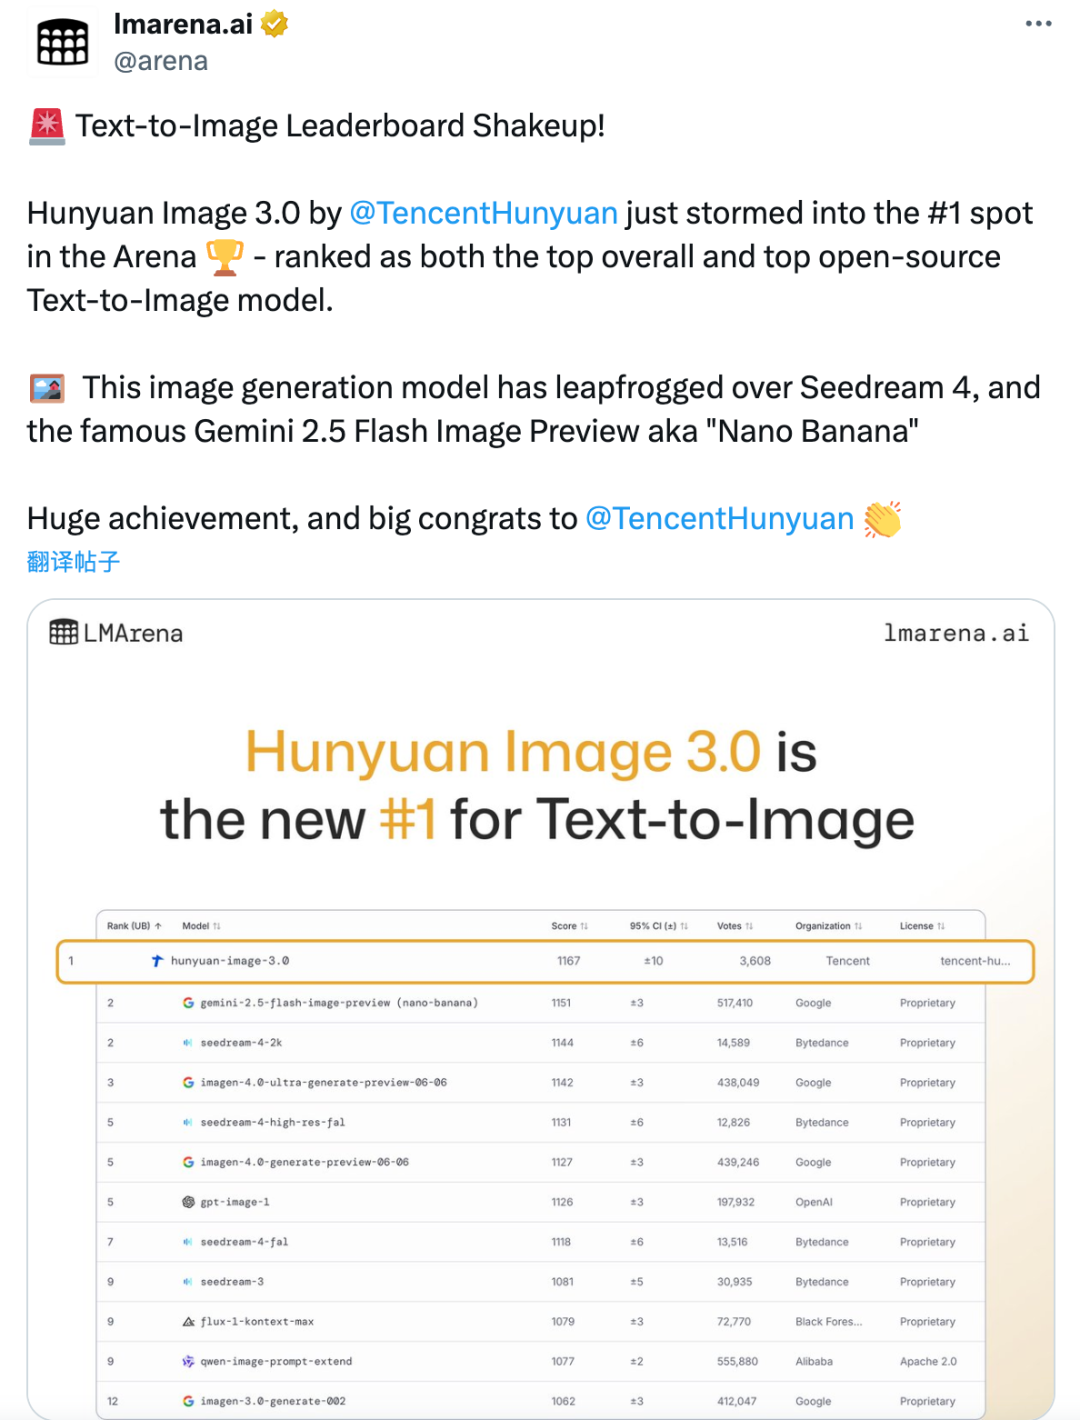 lmarena.ai
@arena
Text-to-Image Leaderboard Shakeup!
Hunyuan Image 3.0 by @TencentHunyuan just stormed into the #1 spot
in the Arena 🏆 - ranked as both the top overall and top open-source
Text-to-Image model.
This image generation model has leapfrogged over Seedream 4, and
the famous Gemini 2.5 Flash Image Preview aka "Nano Banana"
Huge achievement, and big congrats to @TencentHunyuan 👏
翻译帖子
LMArena lmarena.ai
Hunyuan Image 3.0 is
the new #1 for Text-to-Image
Rank (UB) ↑ Model ↑↓ Score ↑↓ 95% CI (±) ↑↓ Votes ↑↓ Organization ↑↓ License ↑↓
1 hunyuan-image-3.0 1167 ±10 3,608 Tencent tencent-hu...
2 gemini-2.5-flash-image-preview (nano-banana) 1151 ±3 517,410 Google Proprietary
2 seedream-4-2k 1144 ±6 14,589 Bytedance Proprietary
3 imagen-4.0-ultra-generate-preview-06-06 1142 ±3 438,049 Google Proprietary
5 seedream-4-high-res-fal 1131 ±6 12,826 Bytedance Proprietary
5 imagen-4.0-generate-preview-06-06 1127 ±3 439,246 Google Proprietary
5 gpt-image-1 1126 ±3 197,932 OpenAI Proprietary
7 seedream-4-fal 1118 ±6 13,516 Bytedance Proprietary
9 seedream-3 1081 ±5 30,935 Bytedance Proprietary
9 flux-1-kontext-max 1079 ±3 72,770 Black Fores... Proprietary
9 qwen-image-prompt-extend 1077 ±2 555,880 Alibaba Apache 2.0
12 imagen-3.0-generate-002 1062 ±3 412,047 Google Proprietary